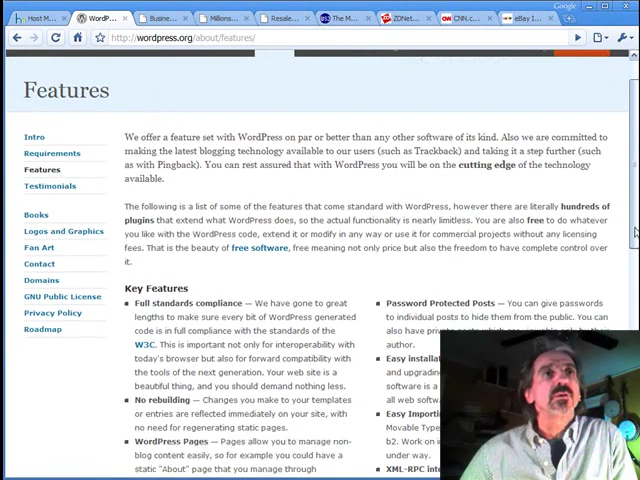 Google
Host M...
WordP...
Busine...
Millions...
Resale...
The M...
ZDNet...
CNN.c...
eBay I...
http://wordpress.org/about/features/
Features
Intro
Requirements
Features
Testimonials
Books
Logos and Graphics
Fan Art
Contact
Domains
GNU Public License
Privacy Policy
Roadmap
We offer a feature set with WordPress on par or better than any other software of its kind. Also we are committed to
making the latest blogging technology available to our users (such as Trackback) and taking it a step further (such
as with Pingback). You can rest assured that with WordPress you will be on the cutting edge of the technology
available.
The following is a list of some of the features that come standard with WordPress, however there are literally hundreds of
plugins that extend what WordPress does, so the actual functionality is nearly limitless. You are also free to do whatever
you like with the WordPress code, extend it or modify in any way or use it for commercial projects without any licensing
fees. That is the beauty of free software, free meaning not only price but also the freedom to have complete control over
it.
Key Features
Full standards compliance — We have gone to great
lengths to make sure every bit of WordPress generated
code is in full compliance with the standards of the
W3C. This is important not only for interoperability with
today's browser but also for forward compatibility with
the tools of the next generation. Your web site is a
beautiful thing, and you should demand nothing less.
No rebuilding — Changes you make to your templates
or entries are reflected immediately on your site, with
no need for regenerating static pages.
WordPress Pages — Pages allow you to manage non-
blog content easily, so for example you could have a
static "About" page that you manage through
Password Protected Posts — You can give passwords
to individual posts to hide them from the public. You can
also have private posts which are viewable only by their
author.
Easy installa
and upgrading
software is a
all web softwa
Easy Importin
Movable Type
b2. Work on i
under way.
XML-RPC inte